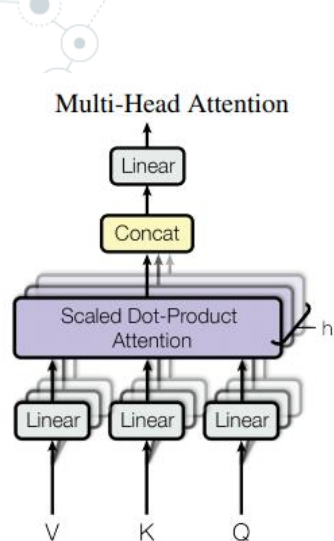 Multi-Head Attention
Linear
Concat
Scaled Dot-Product
Attention
h
Linear Linear Linear
V K Q